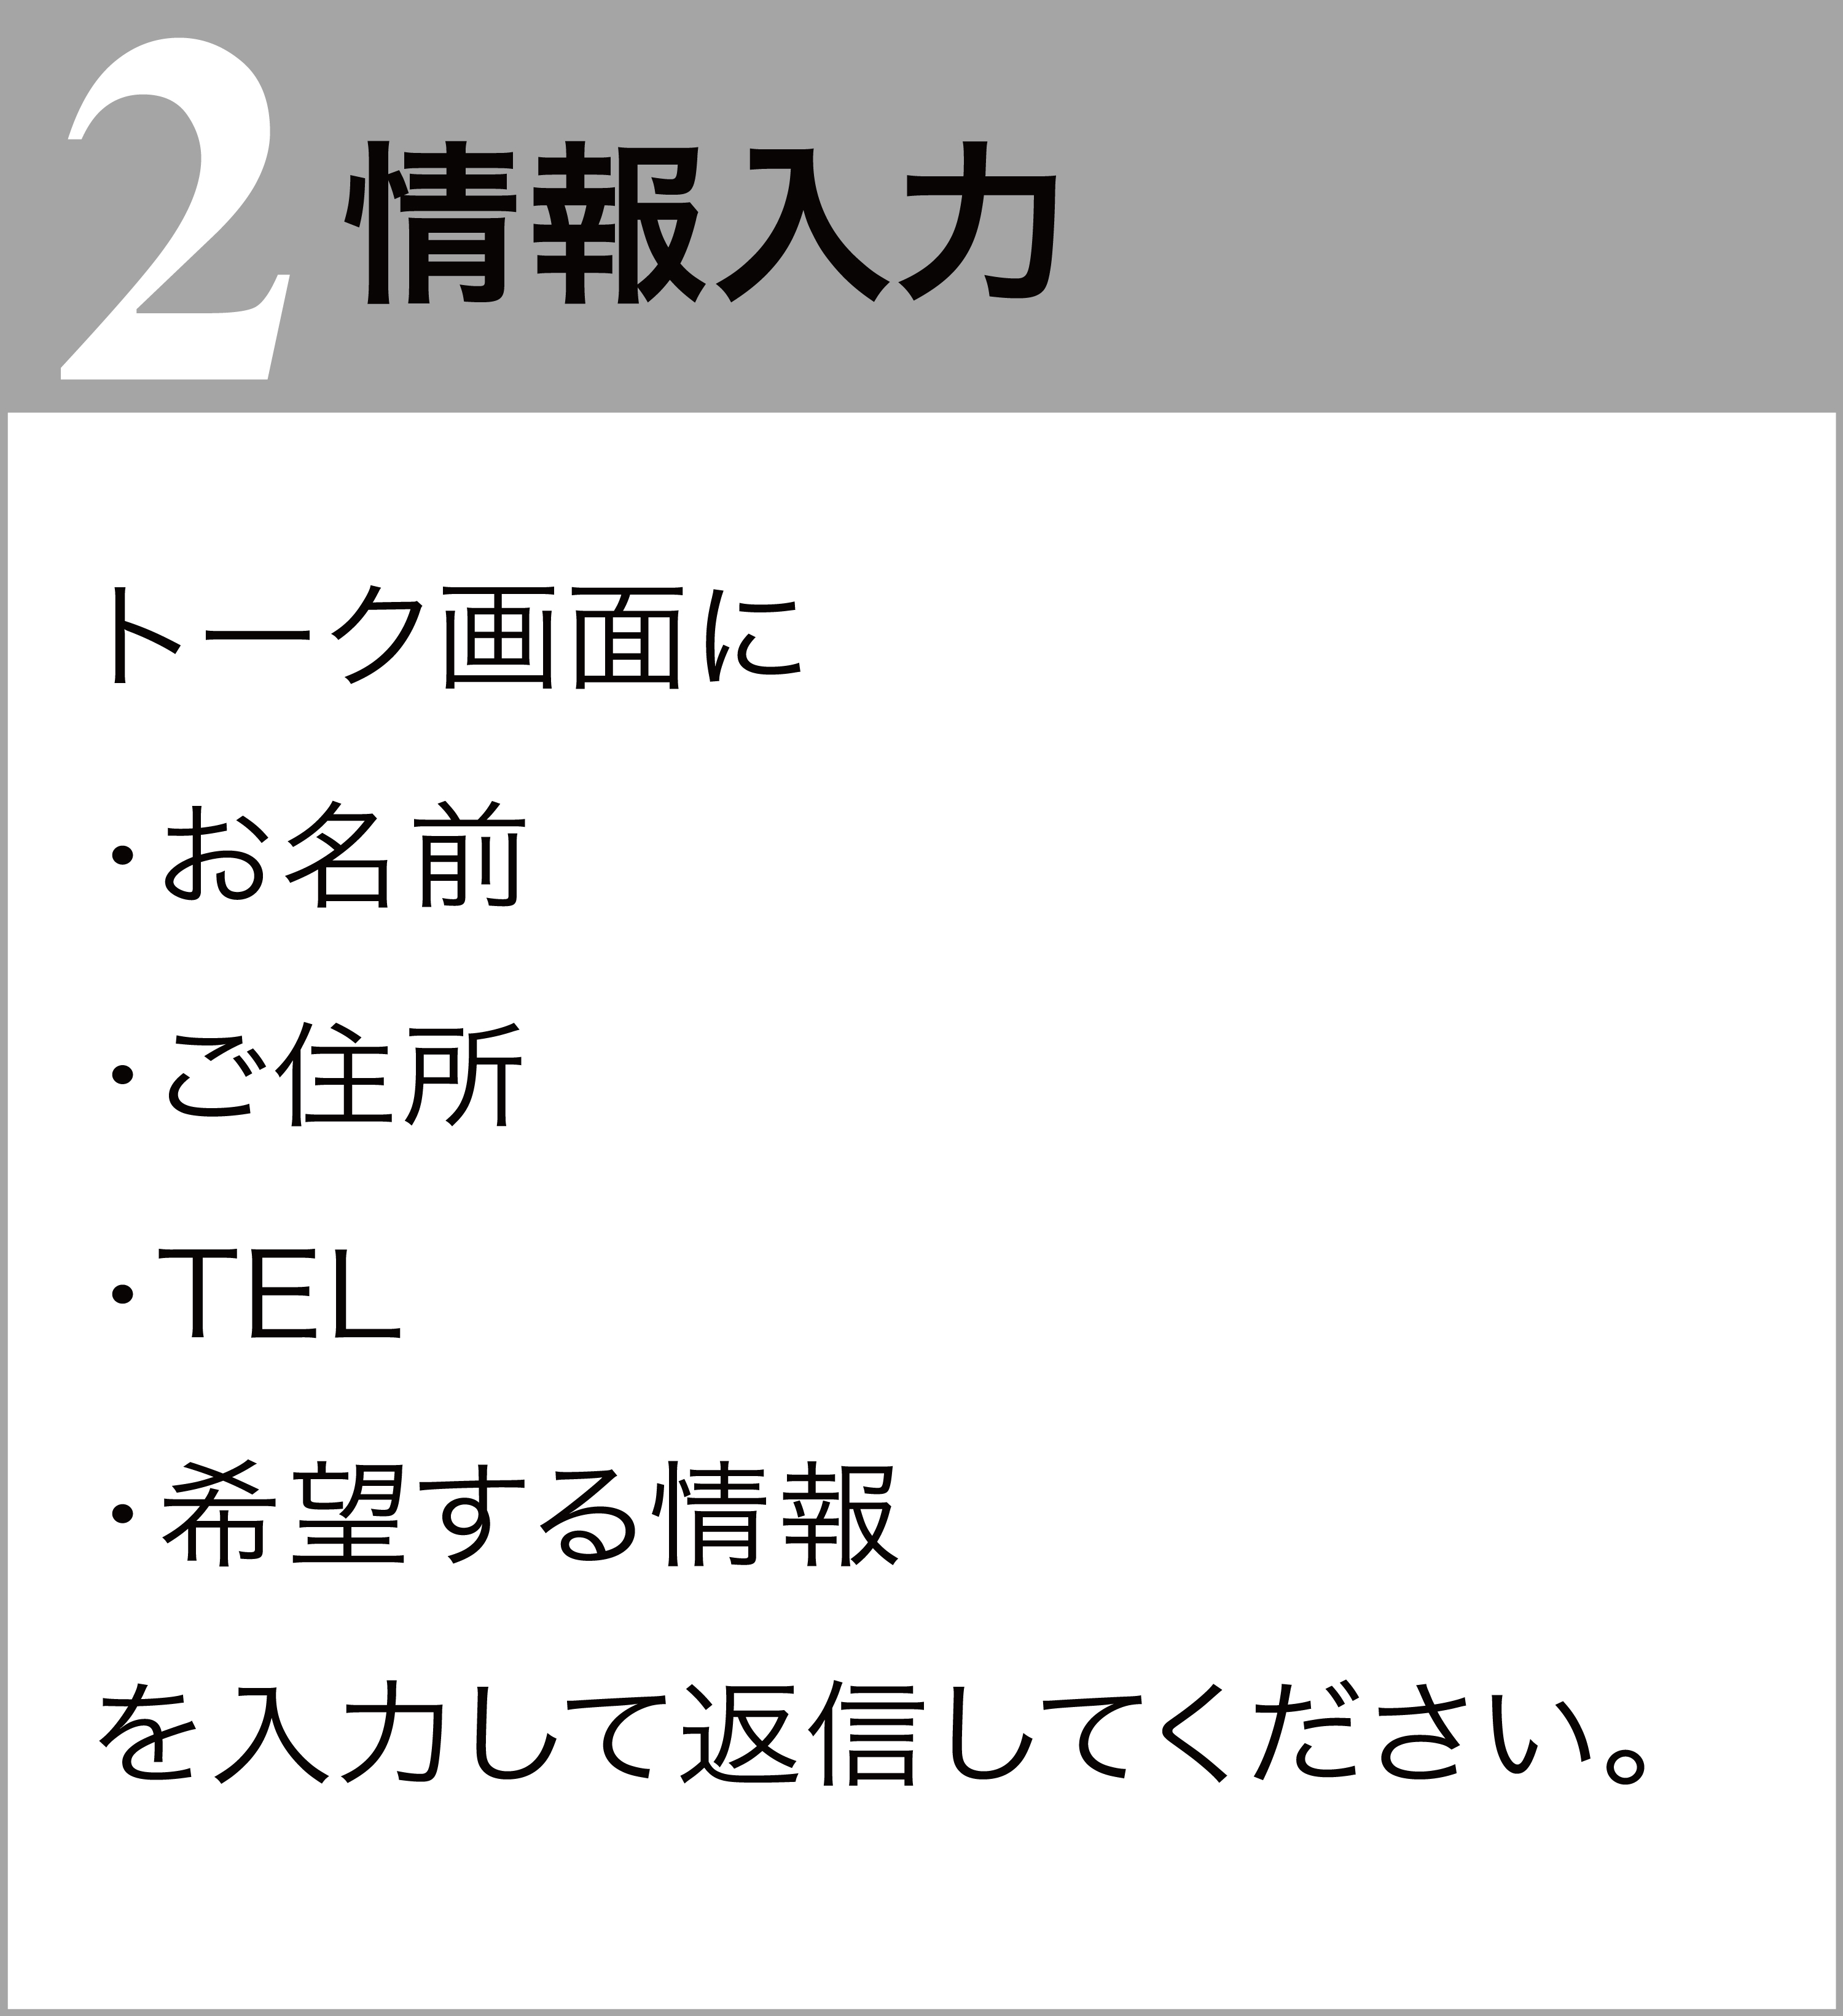 2 情報入力
トーク画面に
・お名前
・ご住所
・TEL
・希望する情報
を入力して返信してください。